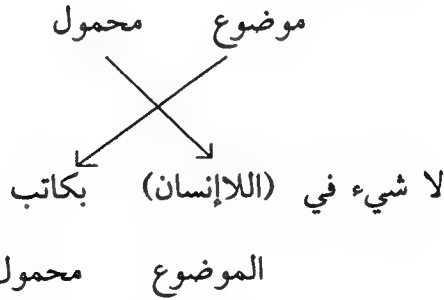 موضوع محمول
لا شيء في (اللاإنسان) بكاتب
الموضوع محمول